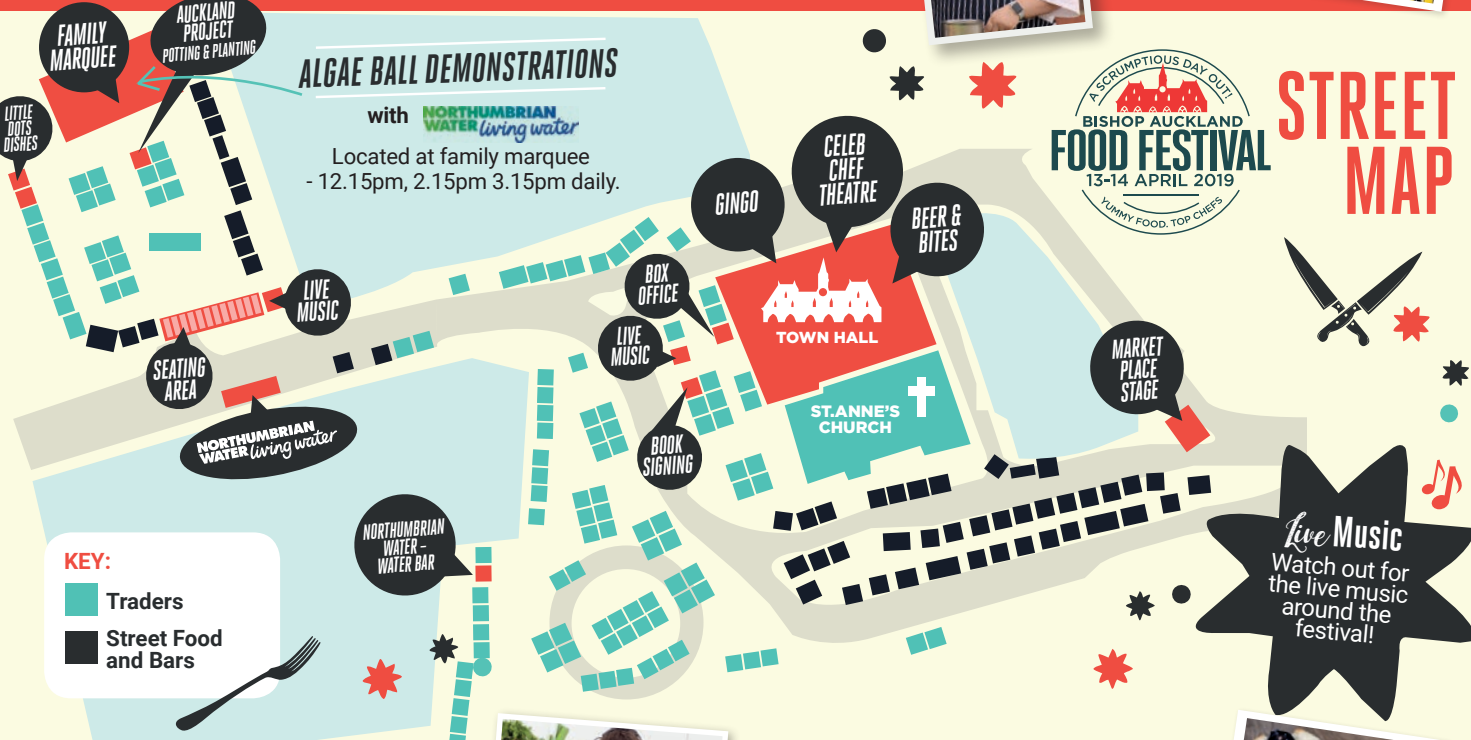 FAMILY
MARQUEE
AUCKLAND
PROJECT
POTTING & PLANTING
LITTLE
DOTS
DISHES
ALGAE BALL DEMONSTRATIONS
with NORTHUMBRIAN
WATER living water
Located at family marquee
- 12.15pm, 2.15pm 3.15pm daily.
A SCRUMPTIOUS DAY OUT!
BISHOP AUCKLAND
FOOD FESTIVAL
13-14 APRIL 2019
YUMMY FOOD. TOP CHEFS
STREET
MAP
GINGO
CELEB
CHEF
THEATRE
BEER &
BITES
BOX
OFFICE
LIVE
MUSIC
TOWN HALL
LIVE
MUSIC
SEATING
AREA
NORTHUMBRIAN
WATER living water
ST.ANNE'S
CHURCH
BOOK
SIGNING
MARKET
PLACE
STAGE
NORTHUMBRIAN
WATER –
WATER BAR
KEY:
Traders
Street Food
and Bars
Live Music
Watch out for
the live music
around the
festival!